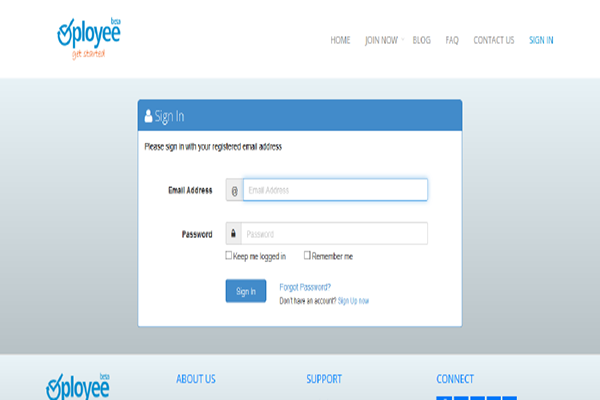 ployee beta
get started
HOME JOIN NOW BLOG FAQ CONTACT US SIGN IN
Sign In
Please sign in with your registered email address
Email Address @ Email Address
Password Password
Keep me logged in Remember me
Sign In Forgot Password?
Don't have an account? Sign Up now
ployee beta
ABOUT US SUPPORT CONNECT